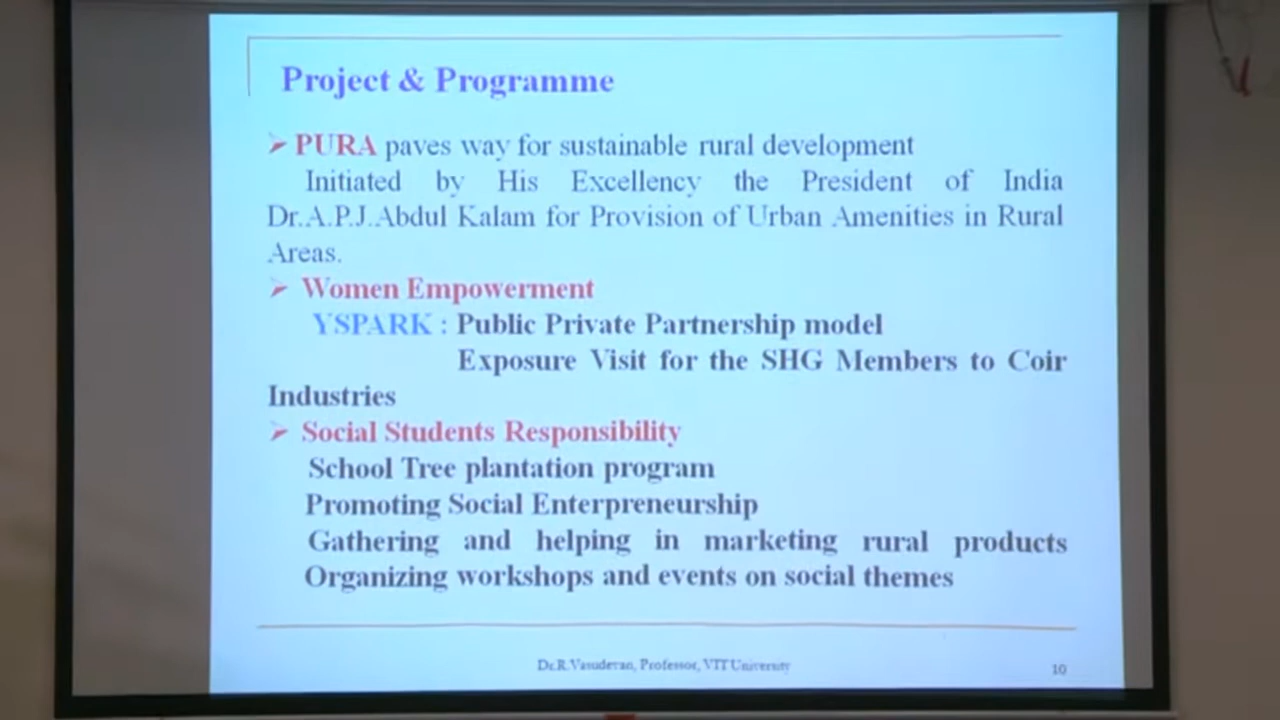 Project & Programme
➢ PURA paves way for sustainable rural development
Initiated by His Excellency the President of India
Dr.A.P.J.Abdul Kalam for Provision of Urban Amenities in Rural
Areas.
➢ Women Empowerment
YSPARK : Public Private Partnership model
Exposure Visit for the SHG Members to Coir
Industries
➢ Social Students Responsibility
School Tree plantation program
Promoting Social Enterpreneurship
Gathering and helping in marketing rural products
Organizing workshops and events on social themes
Dr.R.Vasudevan, Professor, VIT University
10